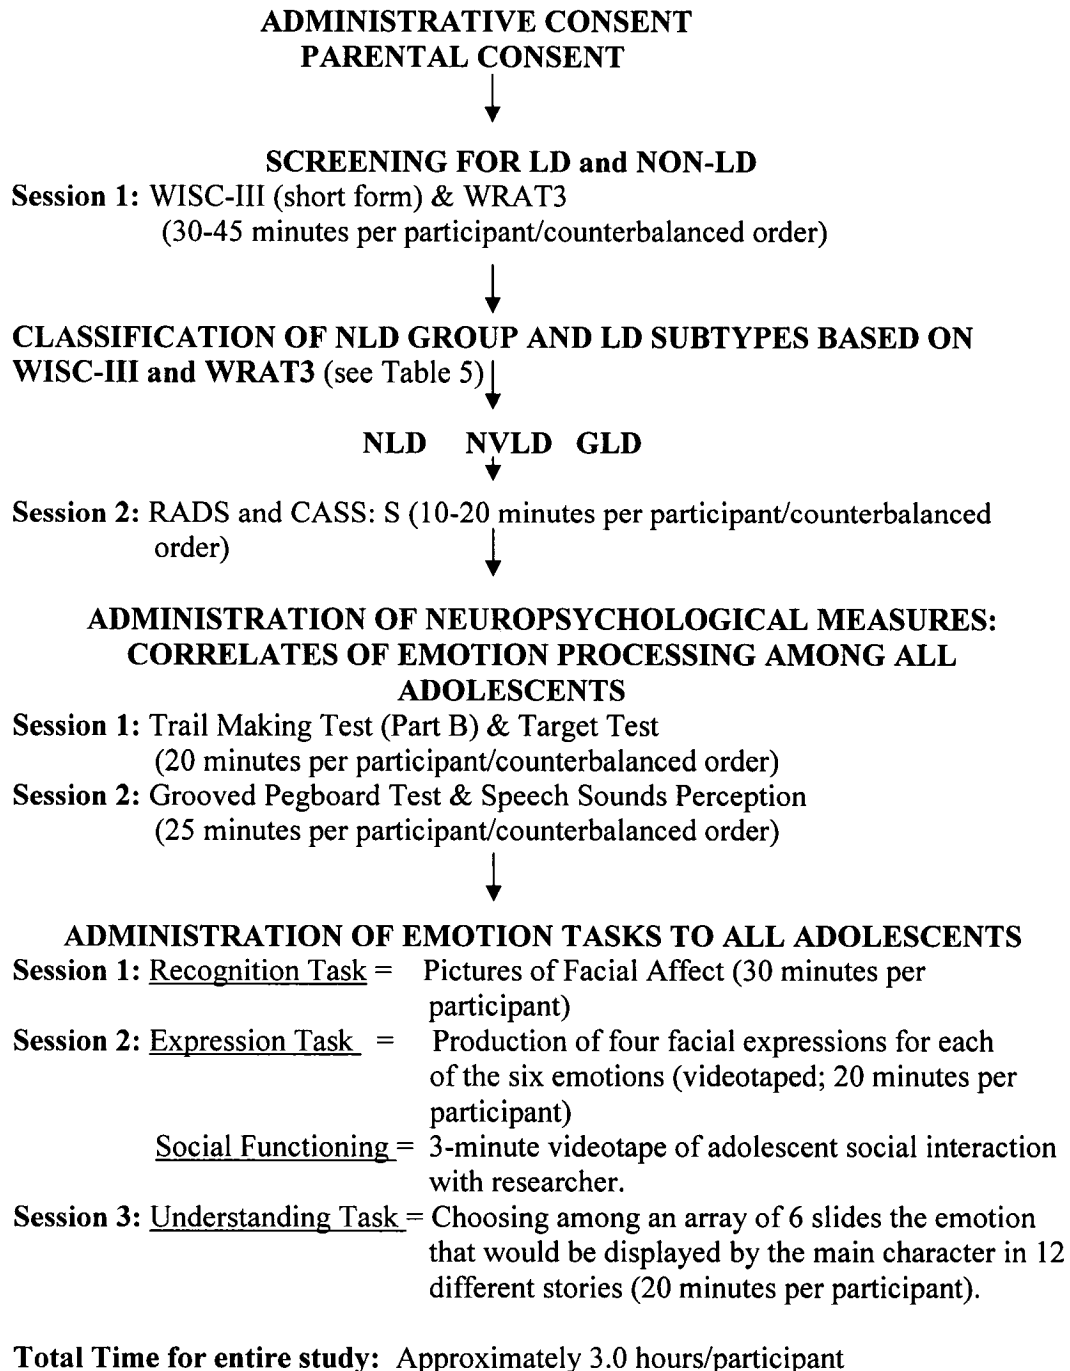 ADMINISTRATIVE CONSENT
PARENTAL CONSENT
SCREENING FOR LD and NON-LD
Session 1: WISC-III (short form) & WRAT3
(30-45 minutes per participant/counterbalanced order)
CLASSIFICATION OF NLD GROUP AND LD SUBTYPES BASED ON
WISC-III and WRAT3 (see Table 5)
NLD NVLD GLD
Session 2: RADS and CASS: S (10-20 minutes per participant/counterbalanced
order)
ADMINISTRATION OF NEUROPSYCHOLOGICAL MEASURES:
CORRELATES OF EMOTION PROCESSING AMONG ALL
ADOLESCENTS
Session 1: Trail Making Test (Part B) & Target Test
(20 minutes per participant/counterbalanced order)
Session 2: Grooved Pegboard Test & Speech Sounds Perception
(25 minutes per participant/counterbalanced order)
ADMINISTRATION OF EMOTION TASKS TO ALL ADOLESCENTS
Session 1: Recognition Task = Pictures of Facial Affect (30 minutes per
participant)
Session 2: Expression Task = Production of four facial expressions for each
of the six emotions (videotaped; 20 minutes per
participant)
Social Functioning = 3-minute videotape of adolescent social interaction
with researcher.
Session 3: Understanding Task = Choosing among an array of 6 slides the emotion
that would be displayed by the main character in 12
different stories (20 minutes per participant).
Total Time for entire study: Approximately 3.0 hours/participant